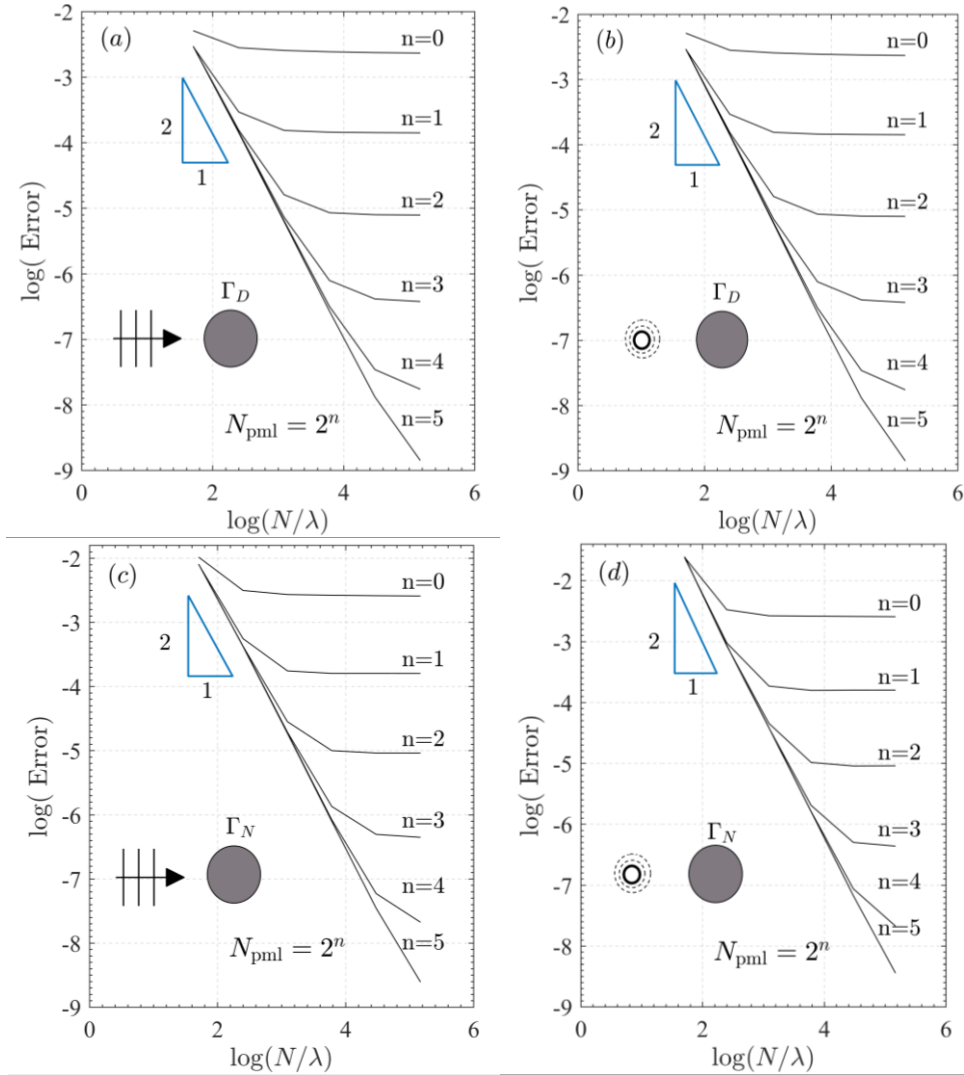 (a)
-2
-3
-4
-5
-6
-7
-8
-9
0
2
4
6
log( Error)
log(N/λ)
n=0
n=1
n=2
n=3
n=4
n=5
2
1
Γ_D
N_pml = 2^n
(b)
-2
-3
-4
-5
-6
-7
-8
-9
0
2
4
6
log( Error)
log(N/λ)
n=0
n=1
n=2
n=3
n=4
n=5
2
1
Γ_D
N_pml = 2^n
(c)
-2
-3
-4
-5
-6
-7
-8
-9
0
2
4
6
log( Error)
log(N/λ)
n=0
n=1
n=2
n=3
n=4
n=5
2
1
Γ_N
N_pml = 2^n
(d)
-2
-3
-4
-5
-6
-7
-8
-9
0
2
4
6
log( Error)
log(N/λ)
n=0
n=1
n=2
n=3
n=4
n=5
2
1
Γ_N
N_pml = 2^n